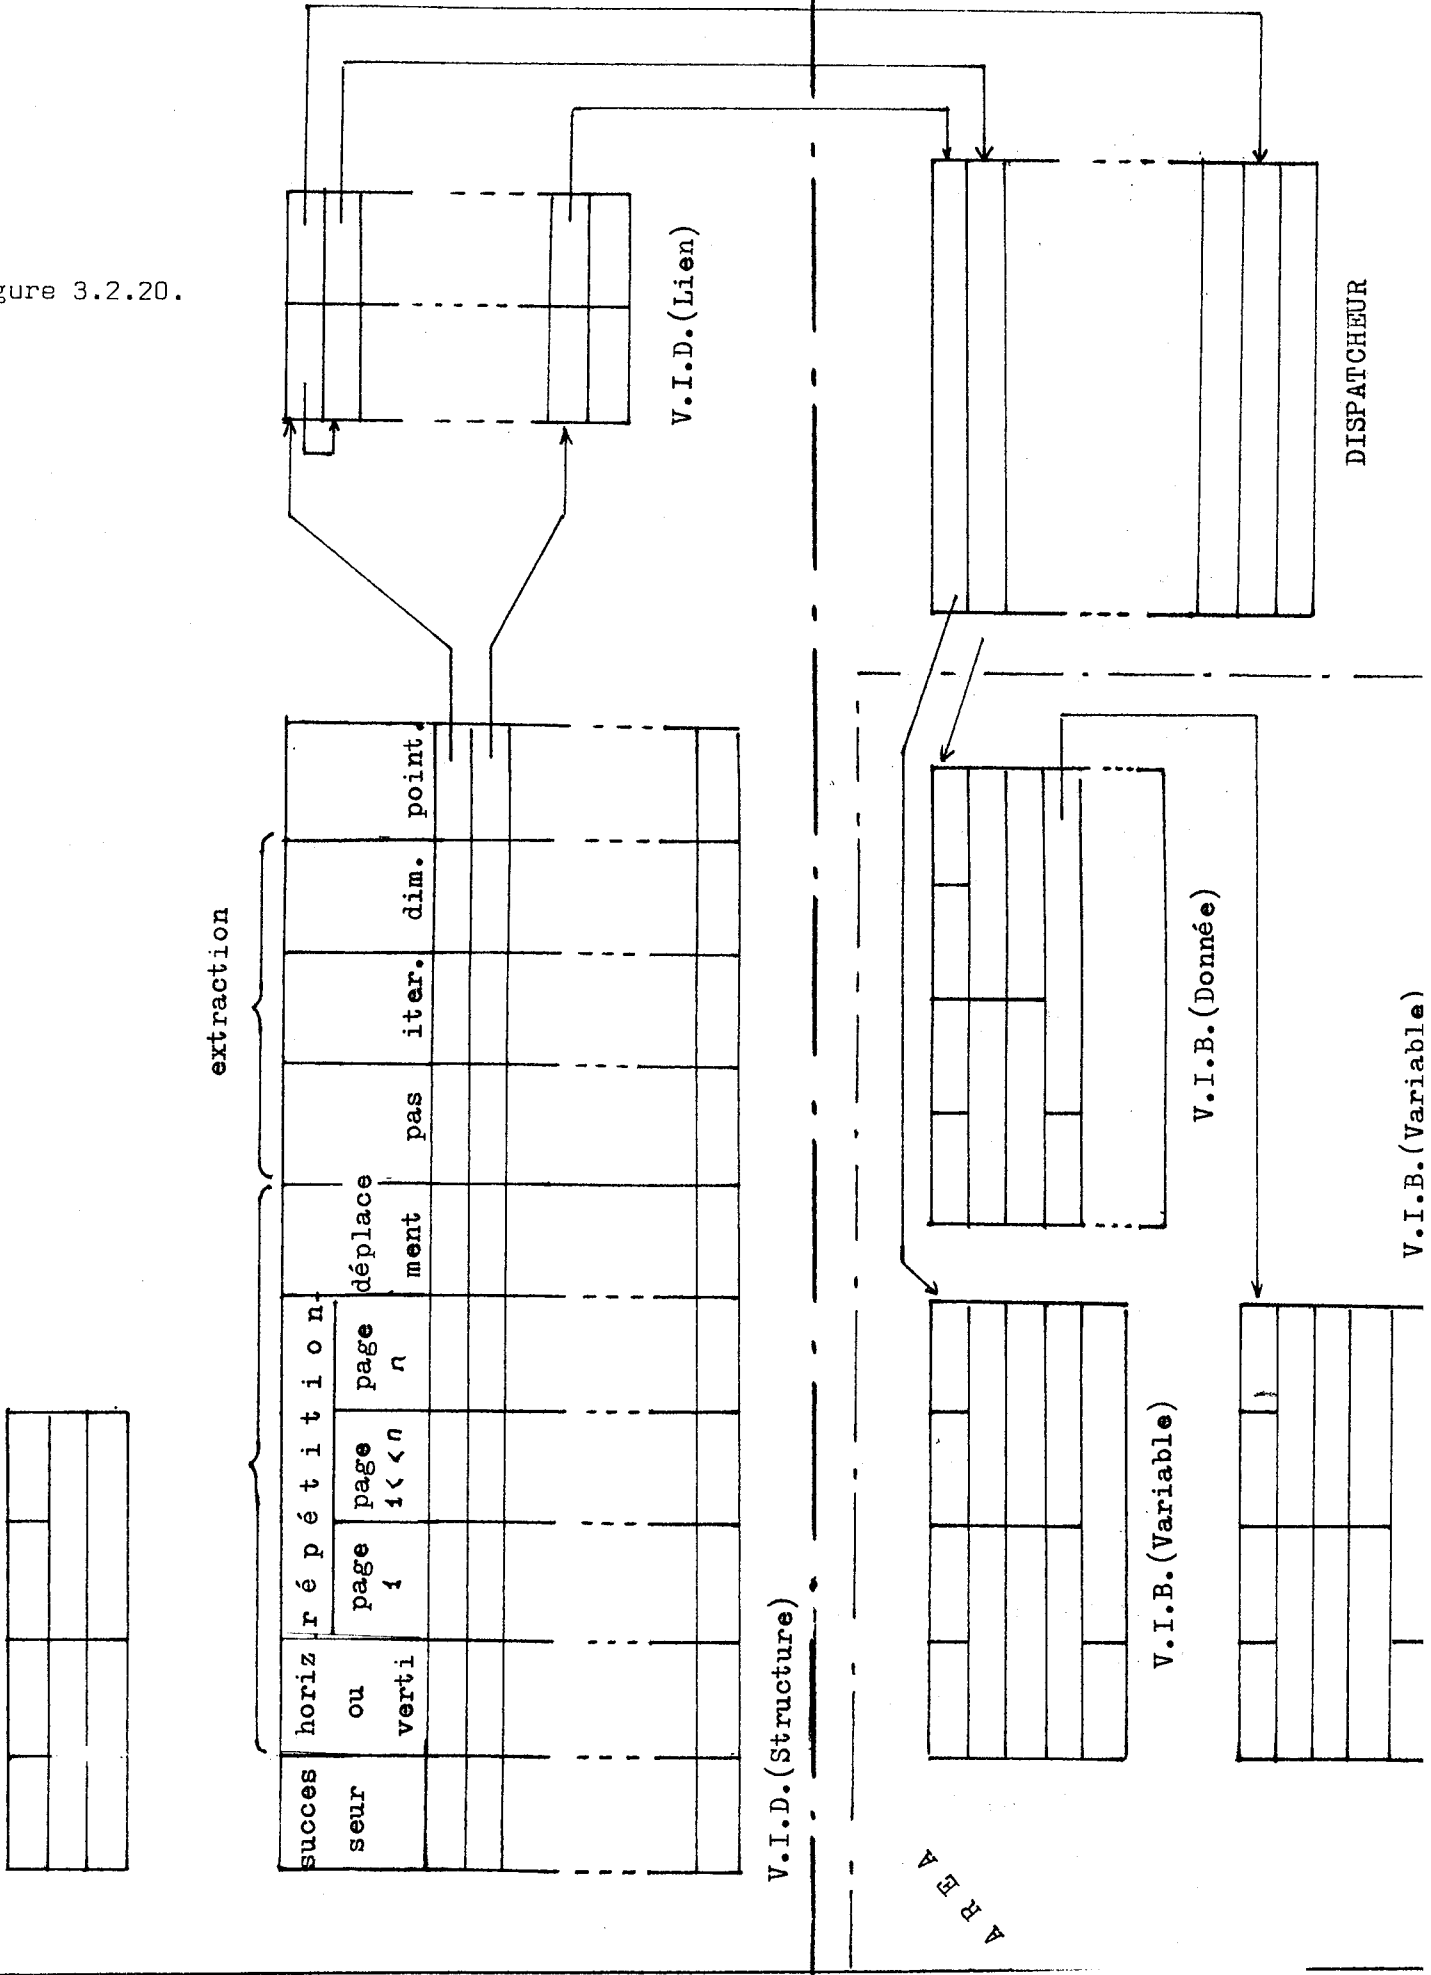 gure 3.2.20.
extraction
succes
seur
horiz
ou
verti
répétition
page
1
page
1< <n
page
n
déplace
ment
pas
iter.
dim.
point.
V.I.D.(Structure)
V.I.D.(Lien)
DISPATCHEUR
V.I.B.(Donnée)
V.I.B.(Variable)
V.I.B.(Variable)
AREA